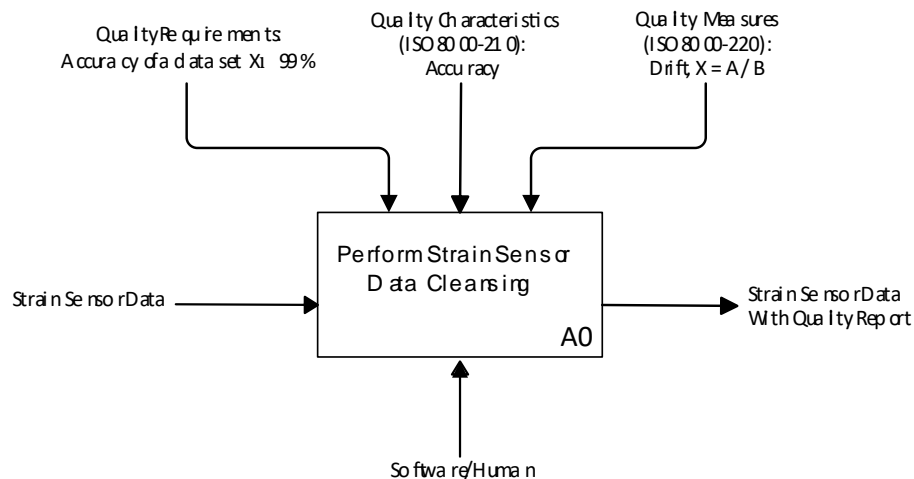 Quality Requirements:
Accuracy of a data set Xı 99%
Quality Characteristics
(ISO 8000-210):
Accuracy
Quality Measures
(ISO 8000-220):
Drift, X = A / B
Perform Strain Sensor
Data Cleansing
A0
Strain Sensor Data
Strain Sensor Data
With Quality Report
Software/Human